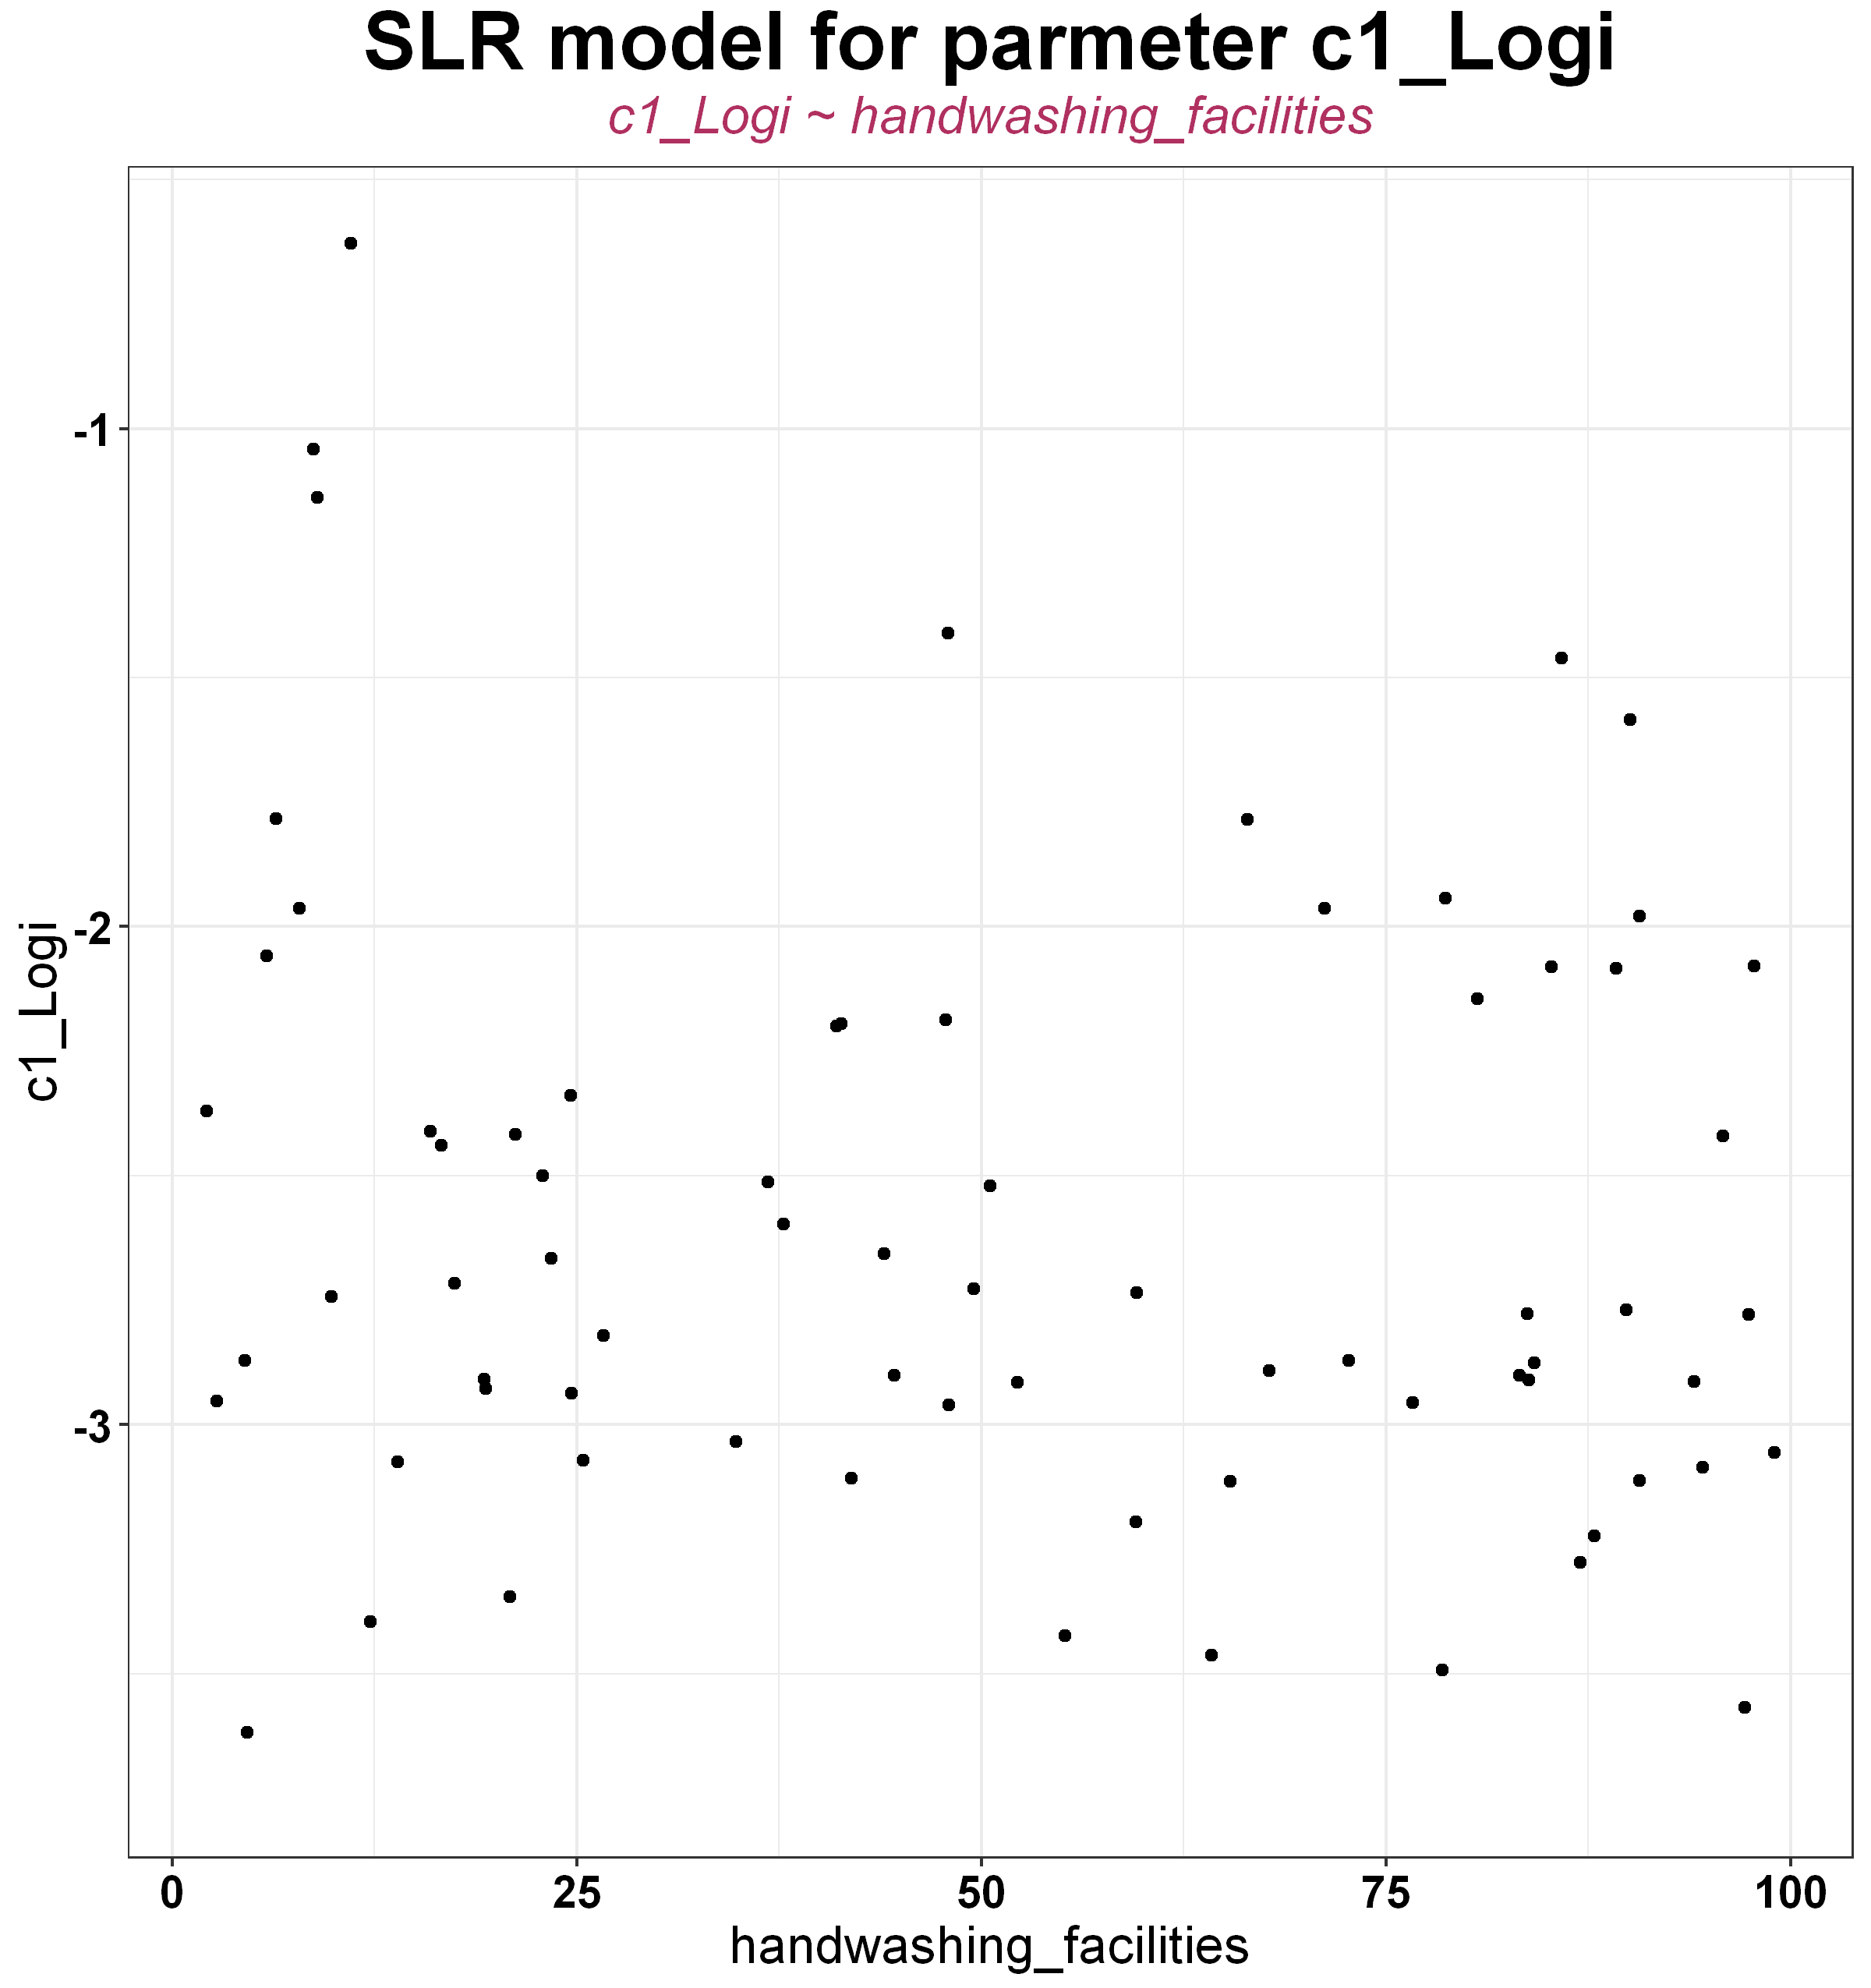 SLR model for parmeter c1_Logi
c1_Logi ~ handwashing_facilities
-1
-2
-3
c1_Logi
0 25 50 75 100
handwashing_facilities